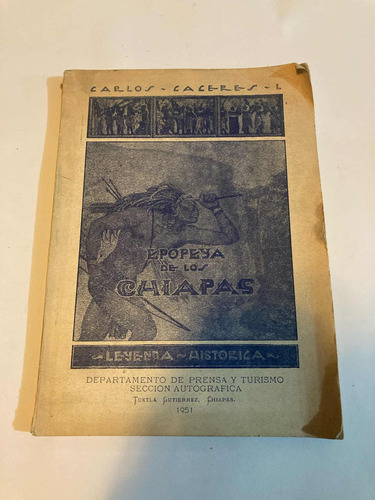 CARLOS - CACERES - L
EPOPEYA
DE LOS
CHIAPAS
~ LEYENDA ~ HISTORICA ~
DEPARTAMENTO DE PRENSA Y TURISMO
SECCION AUTOGRAFICA
TUXTLA GUTIERREZ, CHIAPAS.
1951